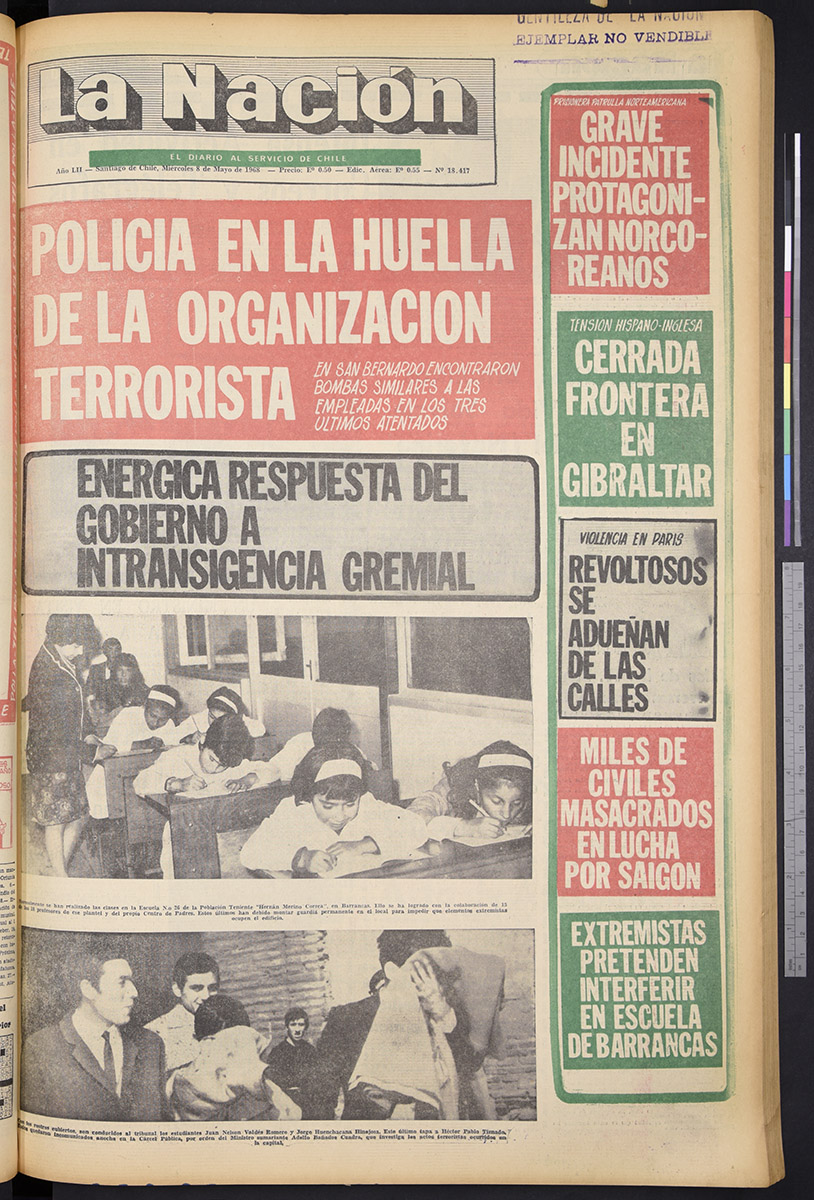 GENTILEZA DE "LA NACION"
EJEMPLAR NO VENDIBLE
La Nación
EL DIARIO AL SERVICIO DE CHILE
Año LII — Santiago de Chile, Miércoles 8 de Mayo de 1968 — Precio: Eº 0.50 — Edic. Aérea: Eº 0.55 — Nº 18.417
POLICIA EN LA HUELLA
DE LA ORGANIZACION
TERRORISTA
EN SAN BERNARDO ENCONTRARON
BOMBAS SIMILARES A LAS
EMPLEADAS EN LOS TRES
ULTIMOS ATENTADOS
ENERGICA RESPUESTA DEL
GOBIERNO A
INTRANSIGENCIA GREMIAL
se han realizado las clases en la Escuela No 26 de la Población Teniente "Hernán Merino Correa", en Barrancas. Ello se ha logrado con la colaboración de 13
profesores de ese plantel y del propio Centro de Padres. Estos últimos han debido montar guardia permanente en el local para impedir que elementos extremistas
ocupen el edificio.
rostros cubiertos, son conducidos al tribunal los estudiantes Juan Nelson Valdés Romero y Jorge Huenchacana Hinojosa. Este último tapa a Héctor Pablo
quedaron incomunicados anoche en la Cárcel Pública, por orden del Ministro sumariante Adolfo Bañados Cuadra, que investiga los actos terroristas ocurridos en
la capital.
PRISIONERA PATRULLA NORTEAMERICANA
GRAVE
INCIDENTE
PROTAGONI-
ZAN NORCO-
REANOS
TENSION HISPANO-INGLESA
CERRADA
FRONTERA
EN
GIBRALTAR
VIOLENCIA EN PARIS
REVOLTOSOS
SE
ADUEÑAN
DE LAS
CALLES
MILES DE
CIVILES
MASACRADOS
EN LUCHA
POR SAIGON
EXTREMISTAS
PRETENDEN
INTERFERIR
EN ESCUELA
DE BARRANCAS